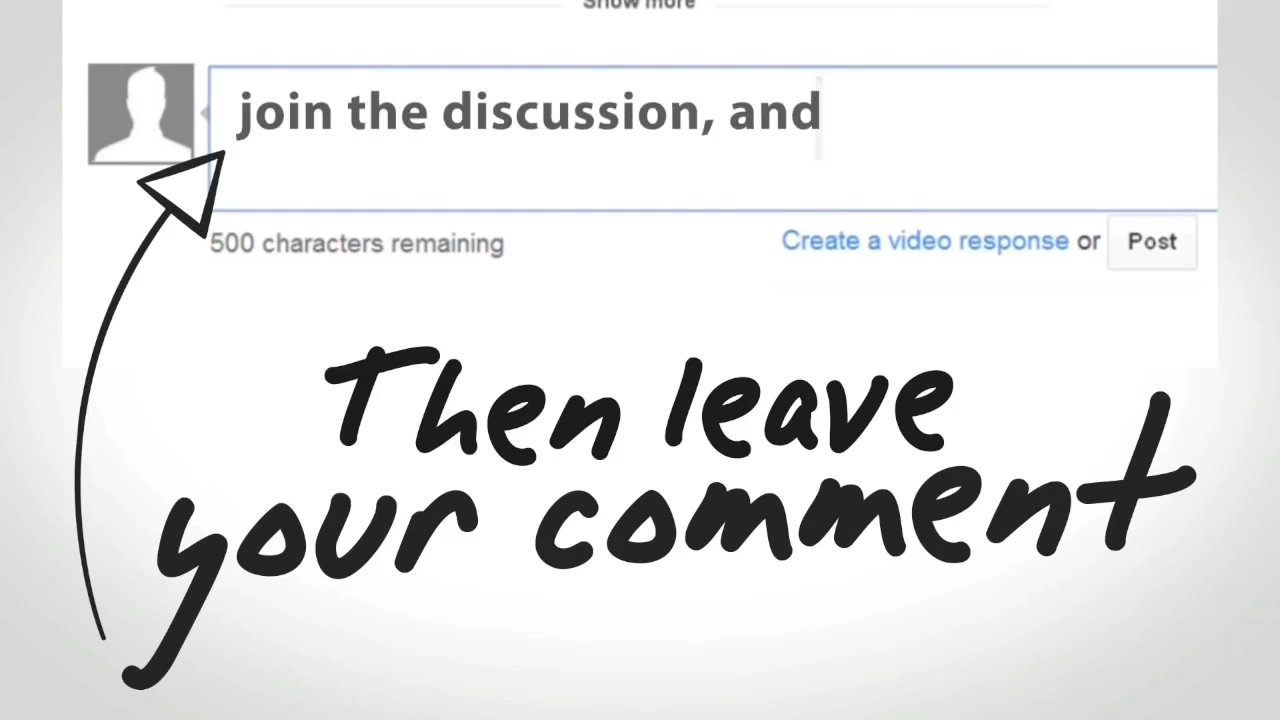 Show more
join the discussion, and
500 characters remaining
Create a video response or Post
Then leave
your comment